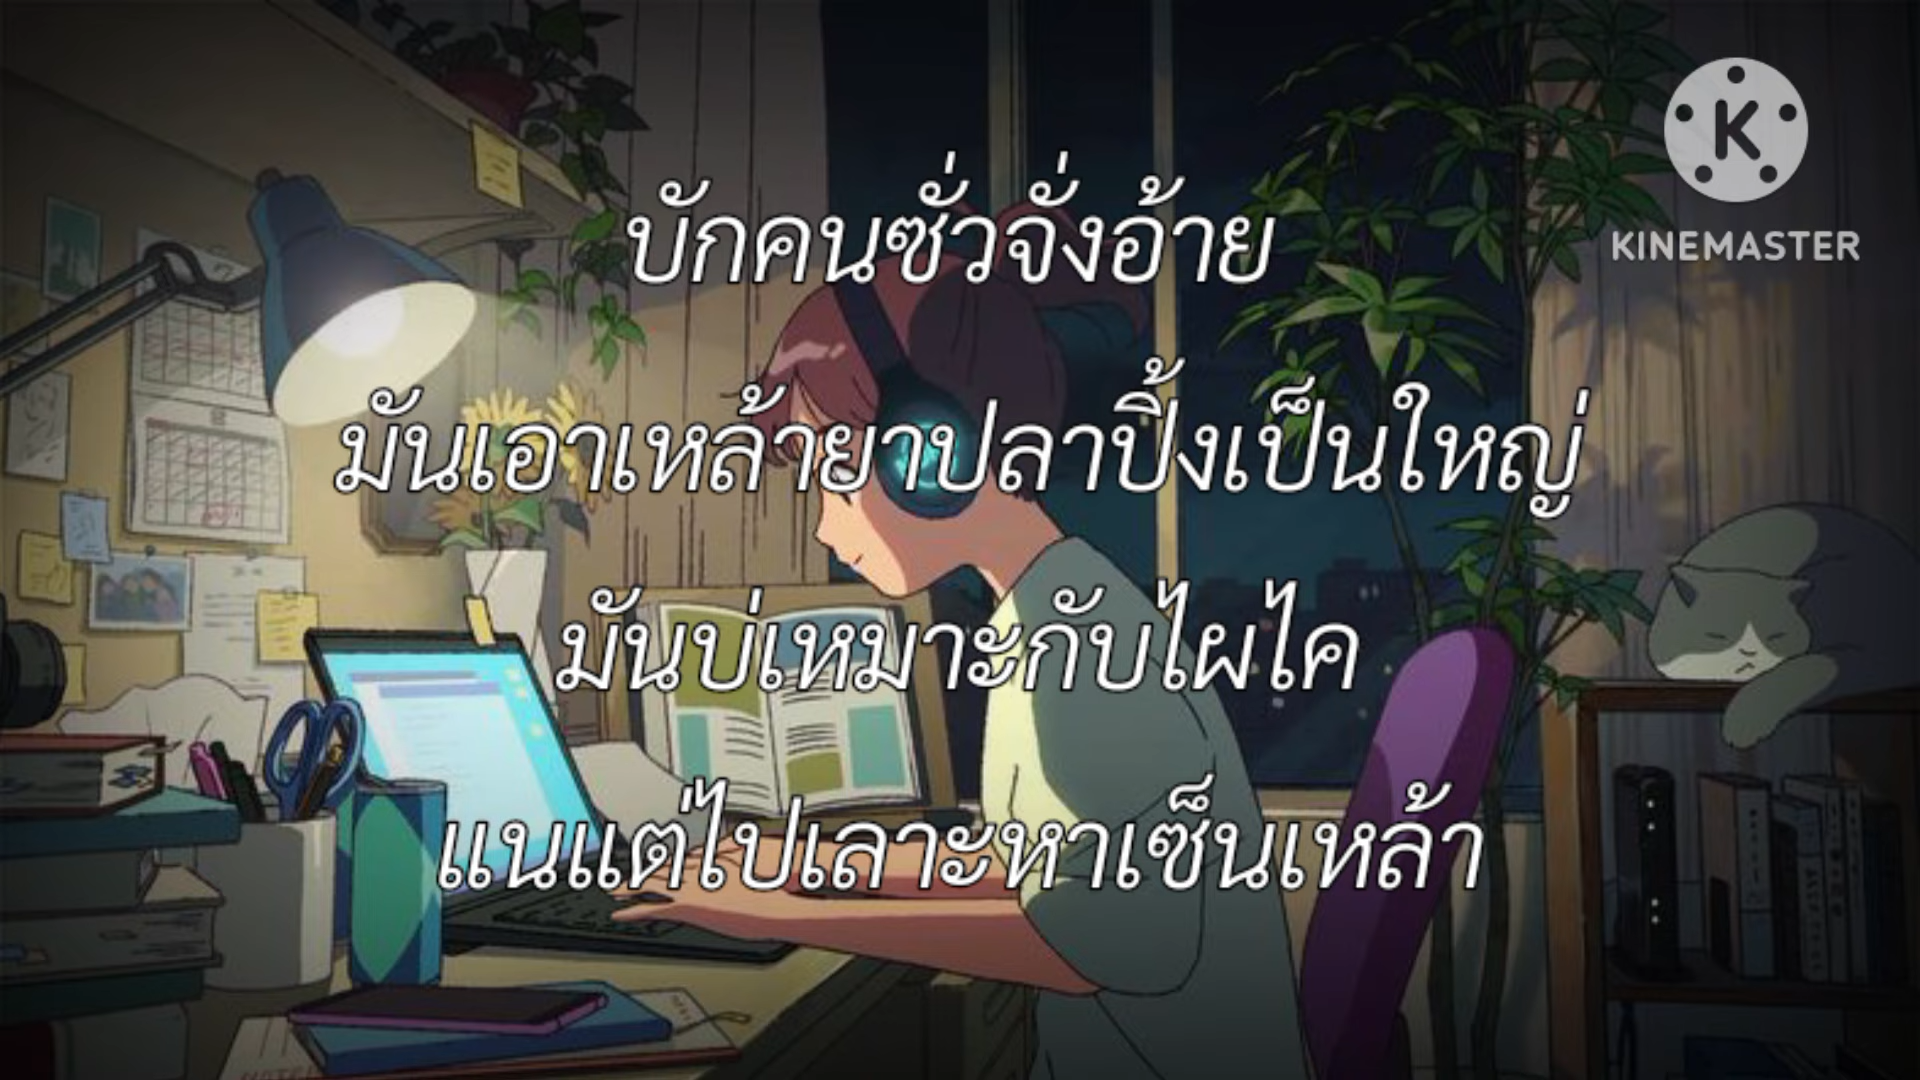 บักคนซั่วจั่งอ้าย
มันเอาเหล้ายาปลาปิ้งเป็นใหญ่
มันบ่เหมาะกับไผไค
แนแต่ไปเลาะหาเซ็นเหล้า
KINEMASTER